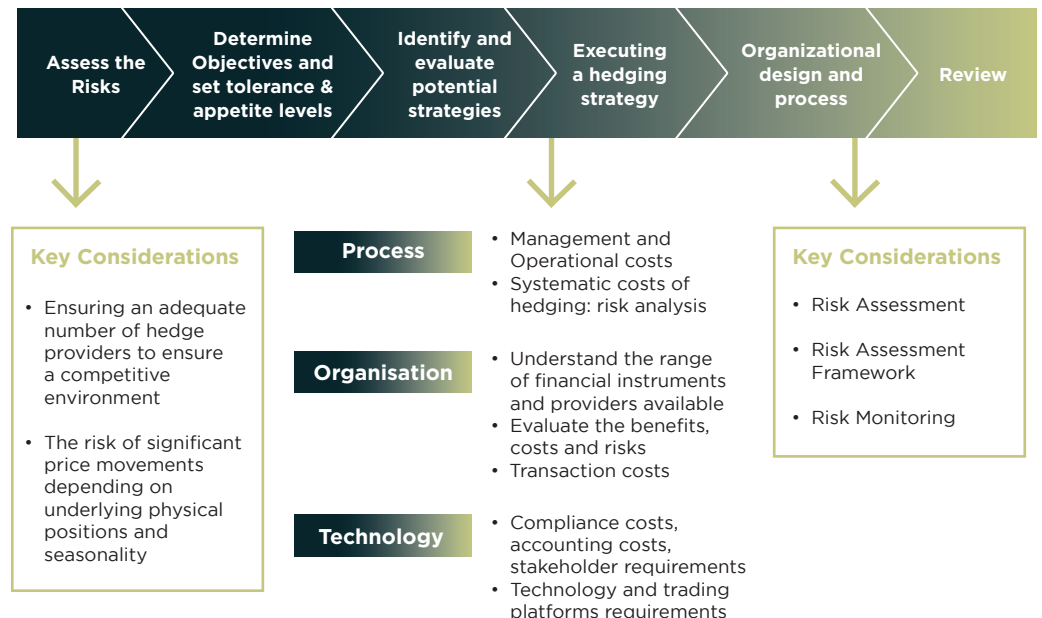 Assess the
Risks
Determine
Objectives and
set tolerance &
appetite levels
Identify and
evaluate
potential
strategies
Executing
a hedging
strategy
Organizational
design and
process
Review
Key Considerations
• Ensuring an adequate
number of hedge
providers to ensure
a competitive
environment
• The risk of significant
price movements
depending on
underlying physical
positions and
seasonality
Process
• Management and
Operational costs
• Systematic costs of
hedging: risk analysis
Organisation
• Understand the range
of financial instruments
and providers available
• Evaluate the benefits,
costs and risks
• Transaction costs
Technology
• Compliance costs,
accounting costs,
stakeholder requirements
• Technology and trading
platforms requirements
Key Considerations
• Risk Assessment
• Risk Assessment
Framework
• Risk Monitoring